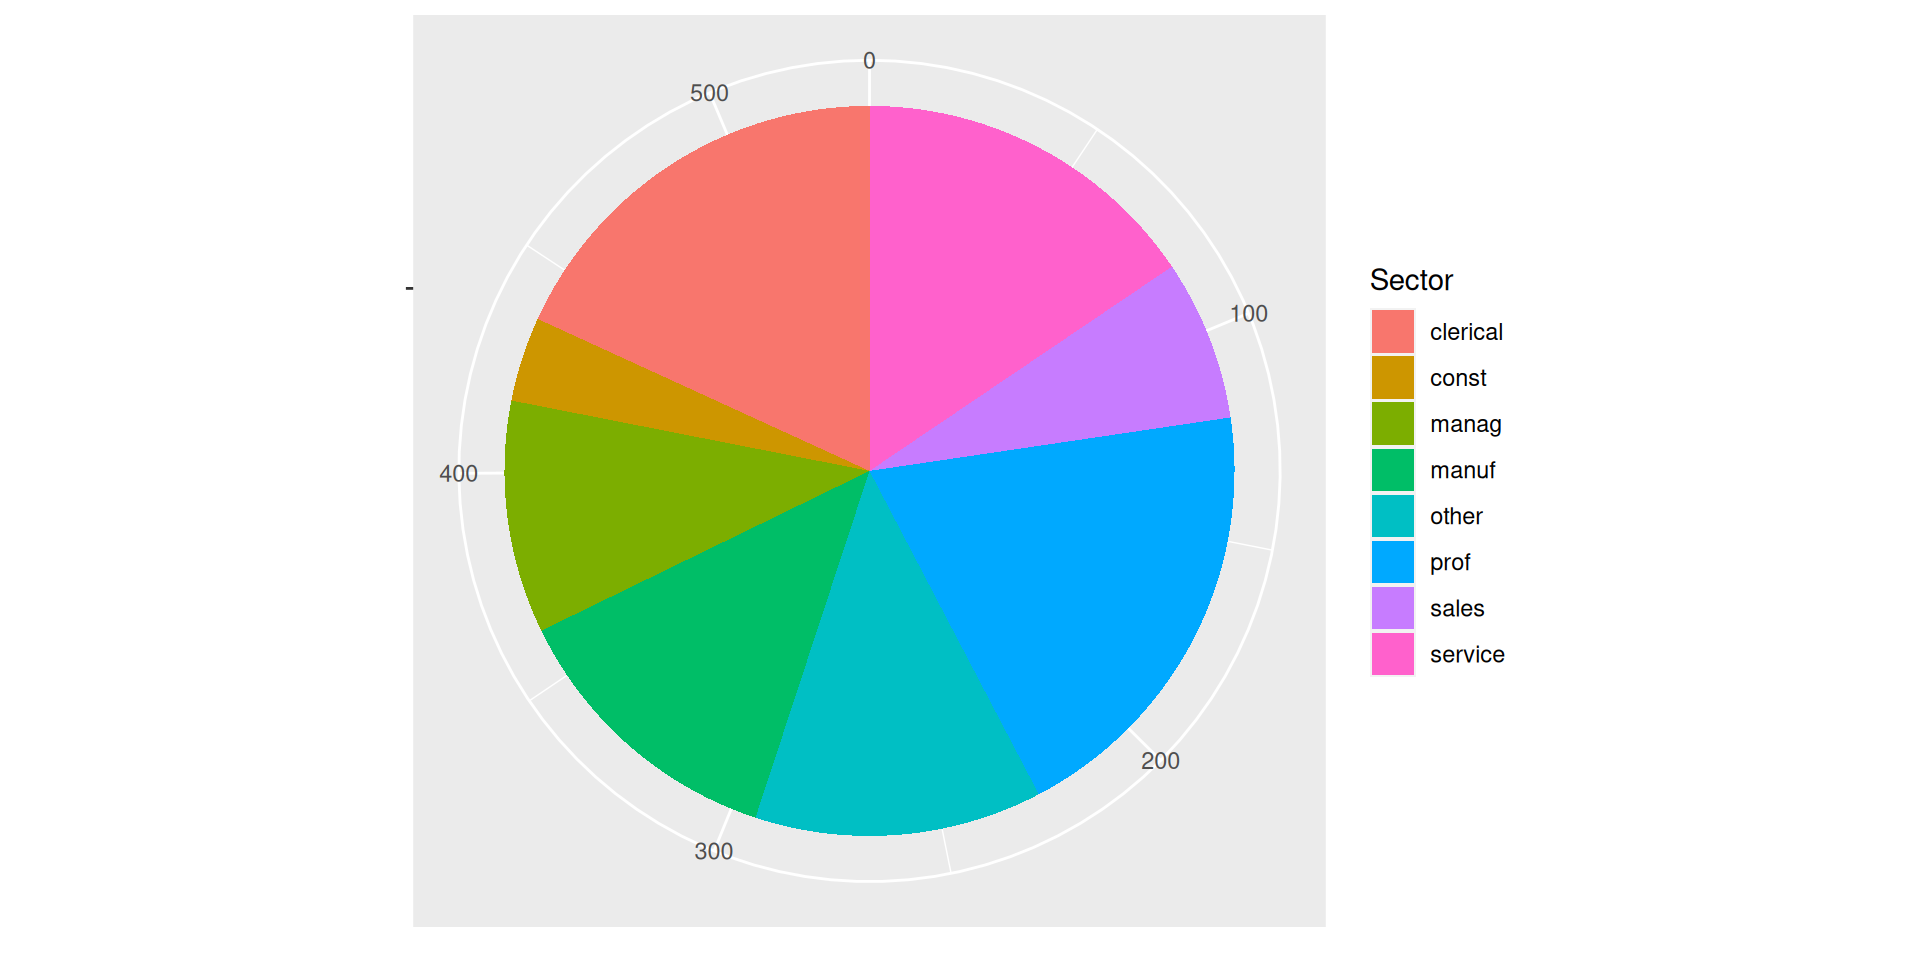 0
500
100
400
200
300
Sector
clerical
const
manag
manuf
other
prof
sales
service